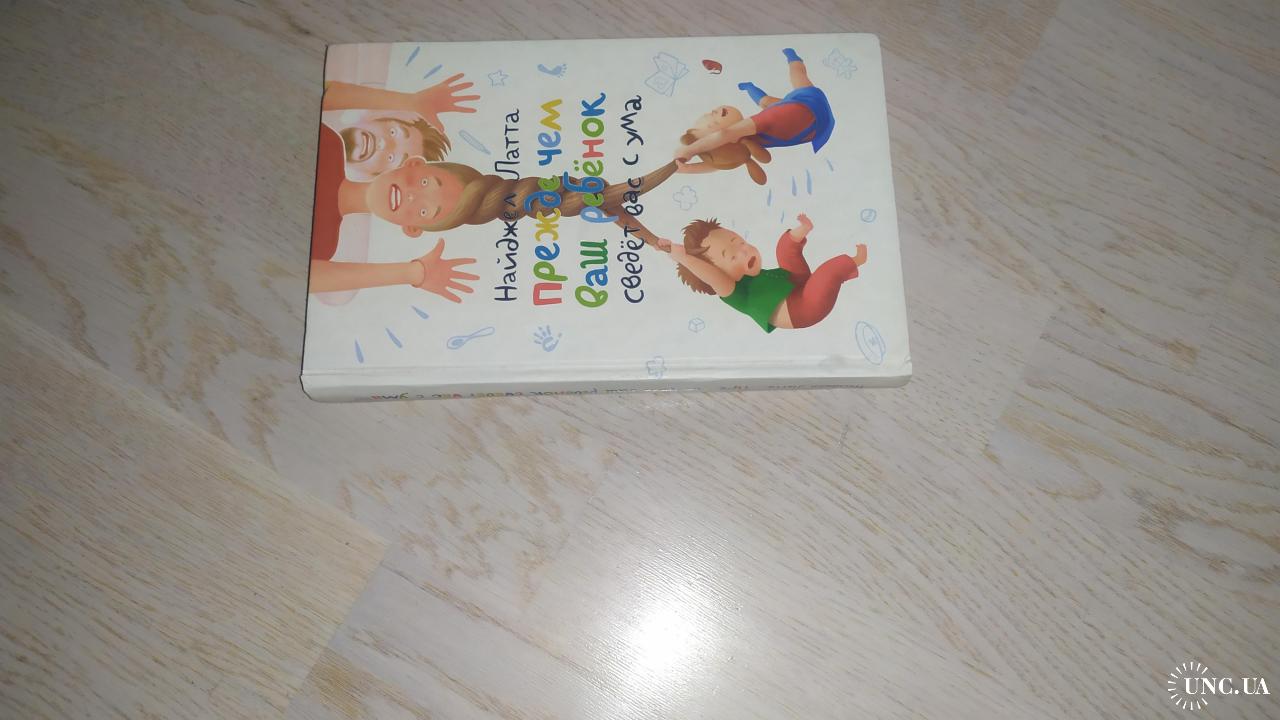 Найджел Латта
прежде чем
ваш ребёнок
сведёт вас с ума
UNC.UA